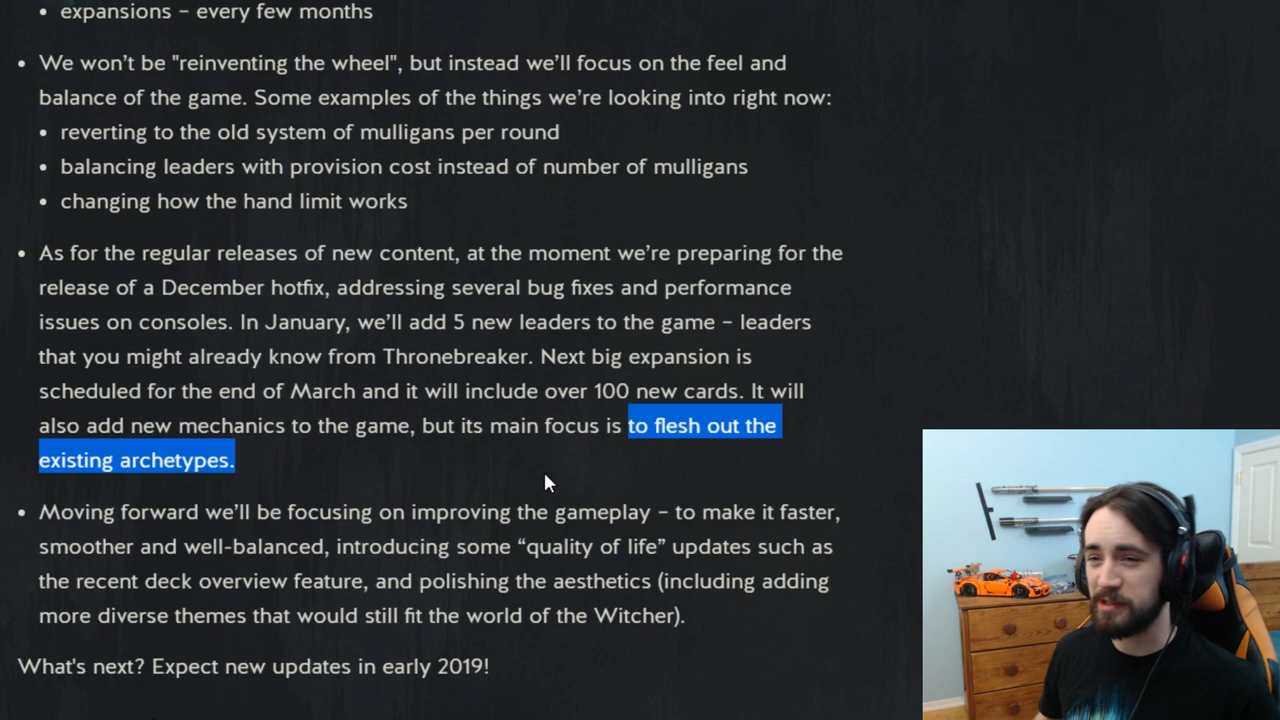 expansions – every few months
We won't be "reinventing the wheel", but instead we'll focus on the feel and
balance of the game. Some examples of the things we're looking into right now:
reverting to the old system of mulligans per round
balancing leaders with provision cost instead of number of mulligans
changing how the hand limit works
As for the regular releases of new content, at the moment we're preparing for the
release of a December hotfix, addressing several bug fixes and performance
issues on consoles. In January, we'll add 5 new leaders to the game – leaders
that you might already know from Thronebreaker. Next big expansion is
scheduled for the end of March and it will include over 100 new cards. It will
also add new mechanics to the game, but its main focus is to flesh out the
existing archetypes.
Moving forward we'll be focusing on improving the gameplay – to make it faster,
smoother and well-balanced, introducing some “quality of life” updates such as
the recent deck overview feature, and polishing the aesthetics (including adding
more diverse themes that would still fit the world of the Witcher).
What's next? Expect new updates in early 2019!